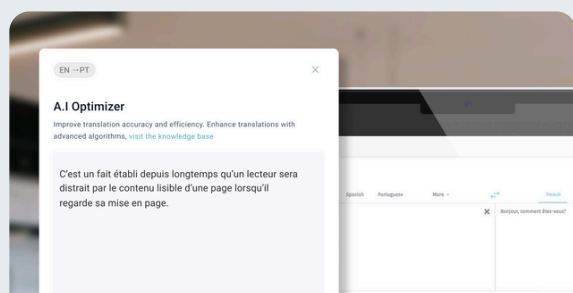 EN →PT
A.I Optimizer
Improve translation accuracy and efficiency. Enhance translations with
advanced algorithms, visit the knowledge base
C'est un fait établi depuis longtemps qu'un lecteur sera
distrait par le contenu lisible d'une page lorsqu'il
regarde sa mise en page.
Spanish Portuguese More French
Bonjour, comment êtes-vous?